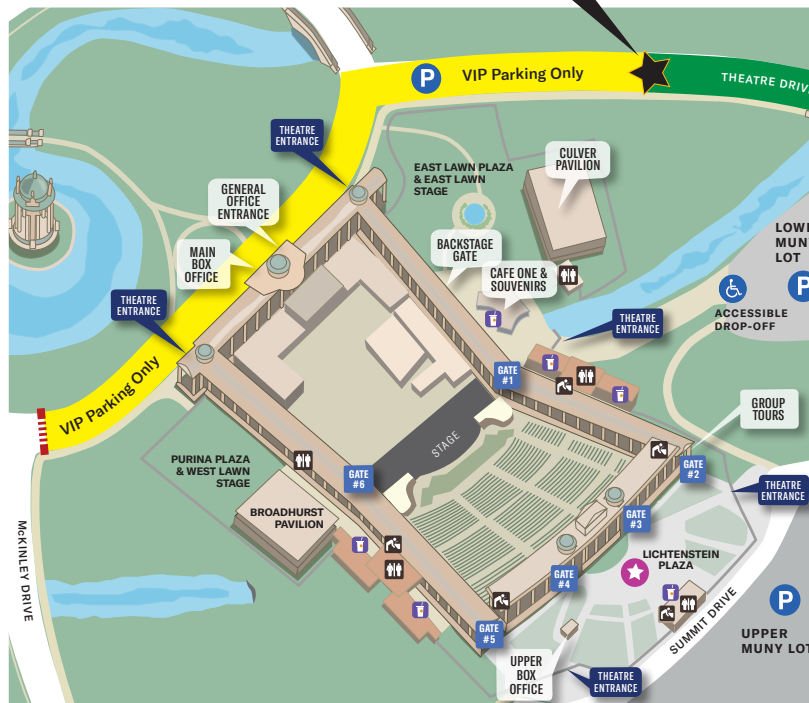 P
VIP Parking Only
THEATRE DRIV
THEATRE
ENTRANCE
EAST LAWN PLAZA
& EAST LAWN
STAGE
CULVER
PAVILION
GENERAL
OFFICE
ENTRANCE
MAIN
BOX
OFFICE
BACKSTAGE
GATE
CAFE ONE &
SOUVENIRS
LOWE
MUNY
LOT
P
ACCESSIBLE
DROP-OFF
THEATRE
ENTRANCE
THEATRE
ENTRANCE
VIP Parking Only
GATE
#1
GROUP
TOURS
STAGE
PURINA PLAZA
& WEST LAWN
STAGE
GATE
#6
GATE
#2
THEATRE
ENTRANCE
BROADHURST
PAVILION
GATE
#3
McKINLEY DRIVE
LICHTENSTEIN
PLAZA
GATE
#4
P
UPPER
MUNY LOT
SUMMIT DRIVE
GATE
#5
UPPER
BOX
OFFICE
THEATRE
ENTRANCE